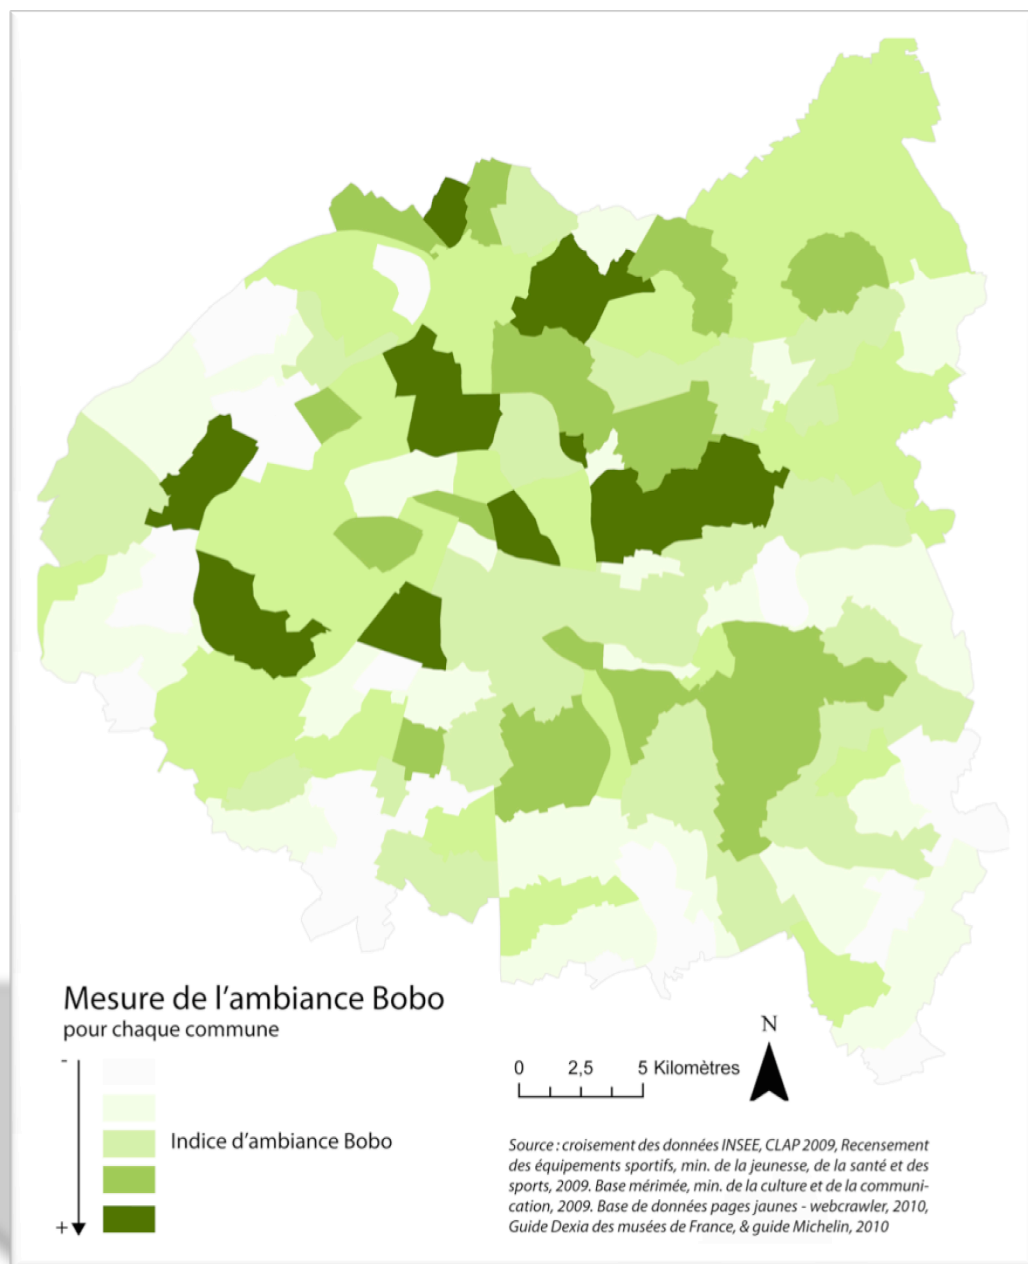 Mesure de l'ambiance Bobo
pour chaque commune
-
Indice d'ambiance Bobo
+
N
0 2,5 5 Kilomètres
Source : croisement des données INSEE, CLAP 2009, Recensement
des équipements sportifs, min. de la jeunesse, de la santé et des
sports, 2009. Base mérimée, min. de la culture et de la communi-
cation, 2009. Base de données pages jaunes - webcrawler, 2010,
Guide Dexia des musées de France, & guide Michelin, 2010